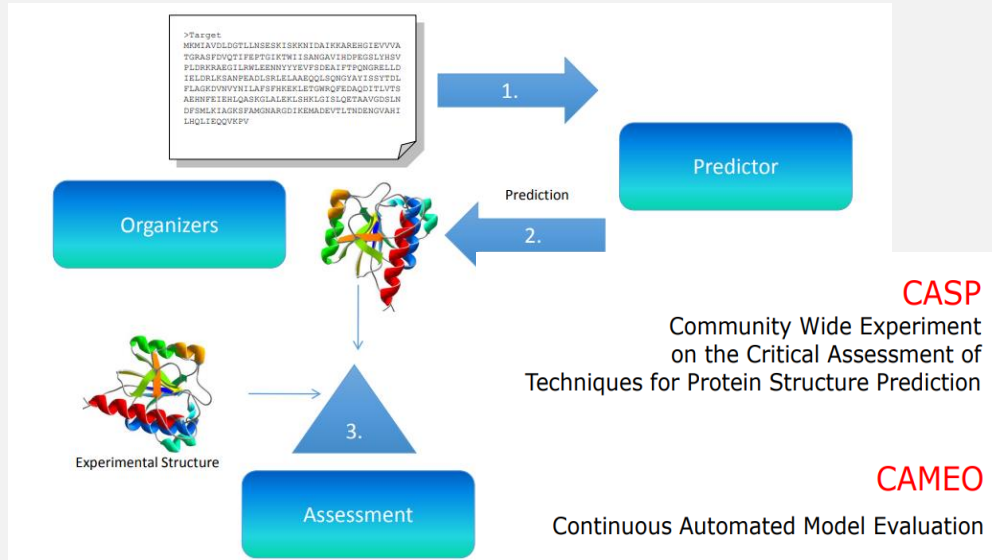 >Target
MKMIAVDLDGTLLNSESKISKKNIDAIKKAREHGIEVVVA
TGRASFDVQTIFEPTGIKTWIISANGAVIHDPEGSLYHSV
PLDRKRAEGILRWLEENNYYYEVFSDEAIFTPQNGRELLD
IELDRLKSANPEADLSRLELAAEQQLSQNGYAYISSYTDL
FLAGKDVNVYNILAFSFHKEKLETGWRQFEDAQDITLVTS
AEHNFEIEHLQASKGLALEKLSHKLGISLQETAAVGDSLN
DFSMLKIAGKSFAMGNARGDIKEMADEVTLTNDENGVAHI
LHQLIEQQVKPV
1.
Predictor
Organizers
Prediction
2.
CASP
Community Wide Experiment
on the Critical Assessment of
Techniques for Protein Structure Prediction
3.
Experimental Structure
CAMEO
Assessment
Continuous Automated Model Evaluation